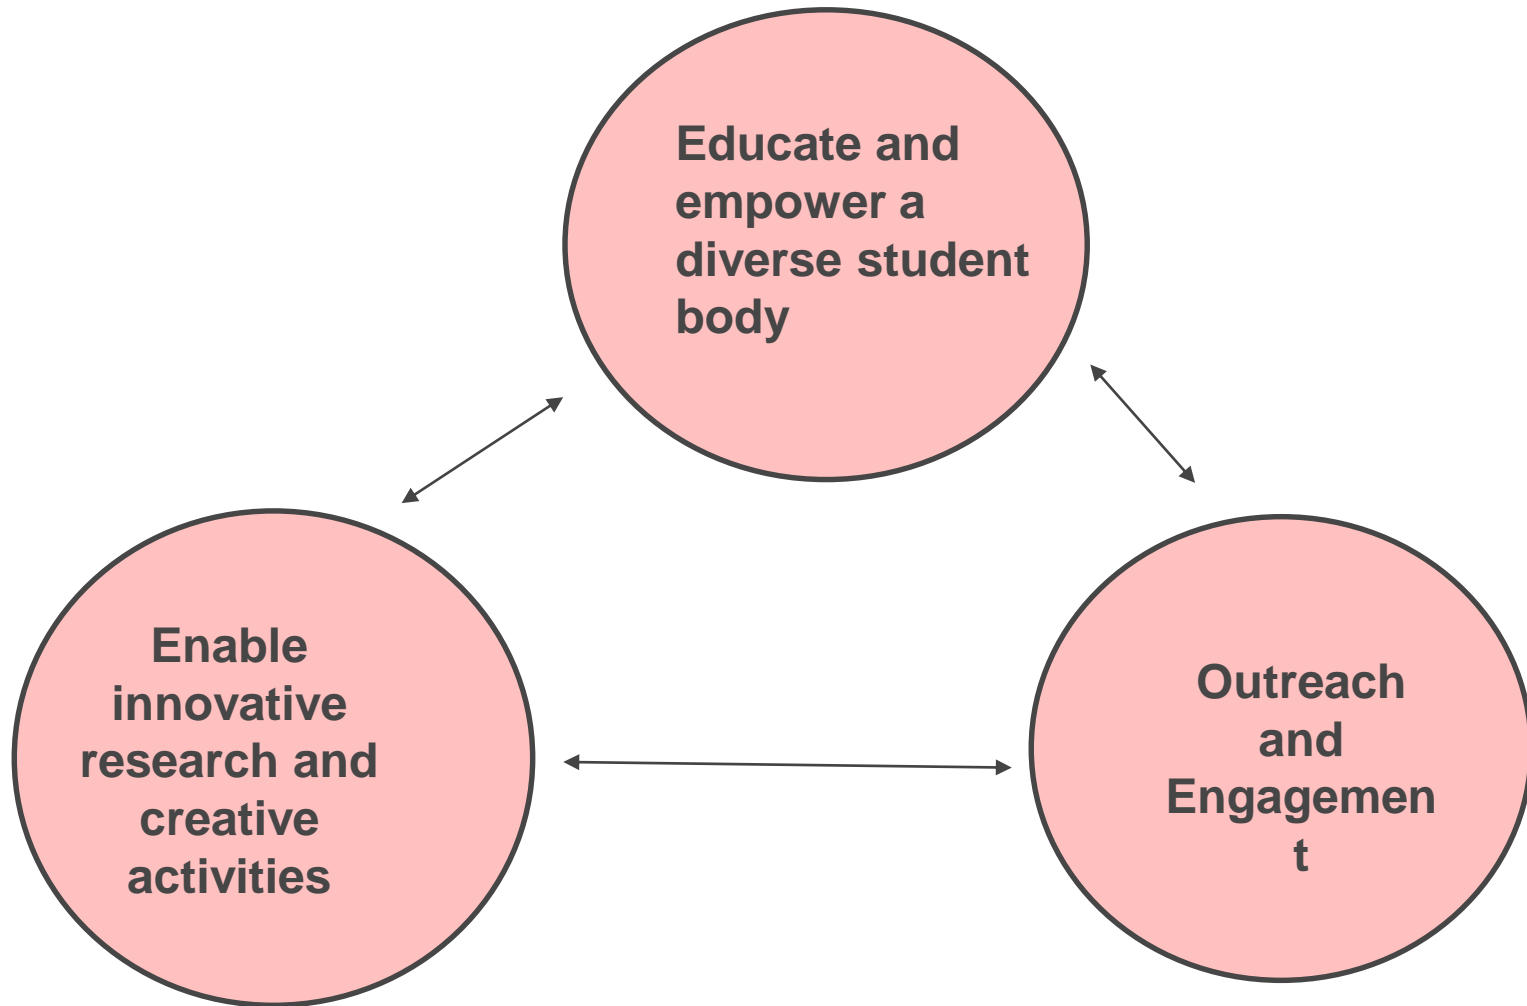 Educate and
empower a
diverse student
body
Enable
innovative
research and
creative
activities
Outreach
and
Engagemen
t